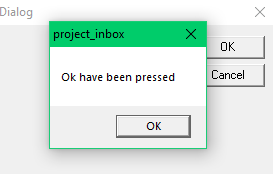 Dialog
project_inbox
OK
Ok have been pressed
Cancel
OK